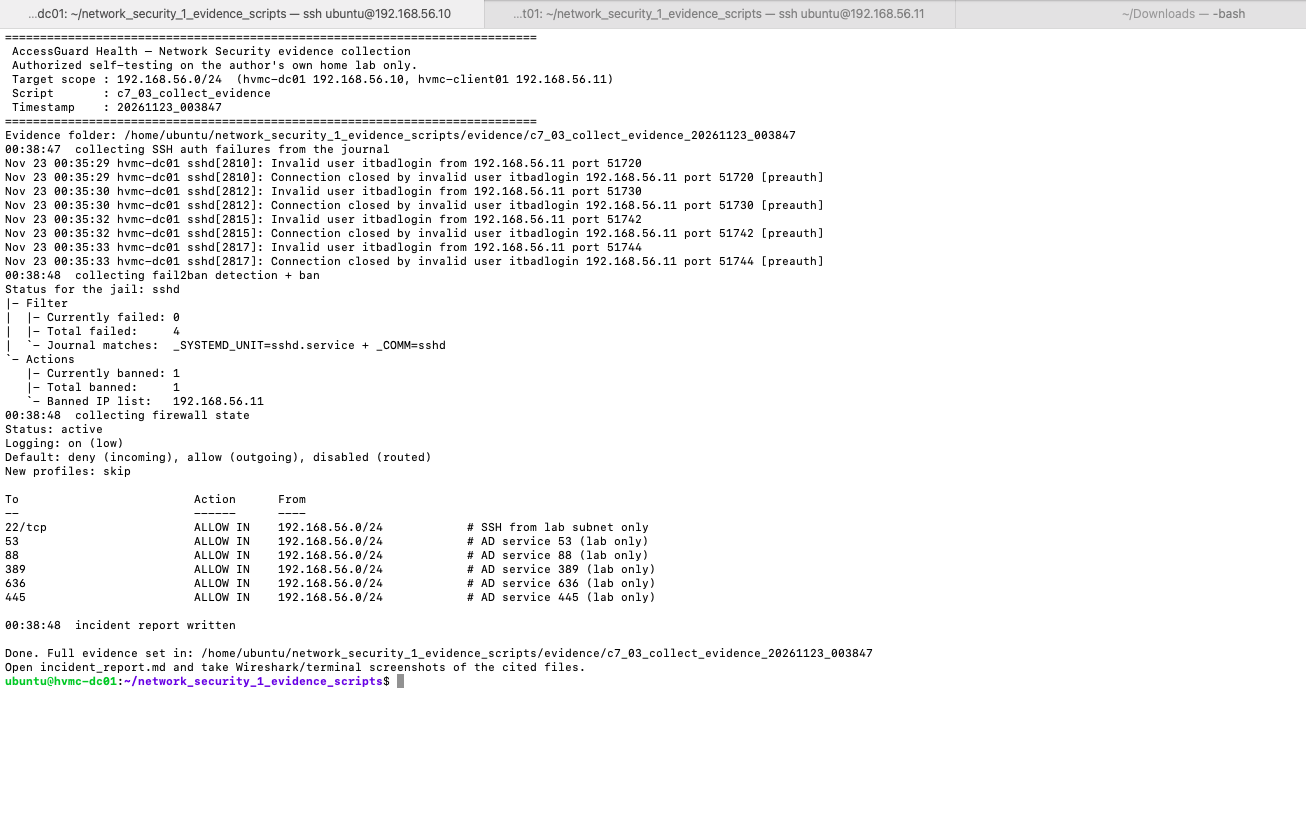 ...dc01: ~/network_security_1_evidence_scripts — ssh ubuntu@192.168.56.10
...t01: ~/network_security_1_evidence_scripts — ssh ubuntu@192.168.56.11
~/Downloads — -bash
============================================================================
 AccessGuard Health — Network Security evidence collection
 Authorized self-testing on the author's own home lab only.
 Target scope : 192.168.56.0/24  (hvmc-dc01 192.168.56.10, hvmc-client01 192.168.56.11)
 Script       : c7_03_collect_evidence
 Timestamp    : 20261123_003847
============================================================================
Evidence folder: /home/ubuntu/network_security_1_evidence_scripts/evidence/c7_03_collect_evidence_20261123_003847
00:38:47  collecting SSH auth failures from the journal
Nov 23 00:35:29 hvmc-dc01 sshd[2810]: Invalid user itbadlogin from 192.168.56.11 port 51720
Nov 23 00:35:29 hvmc-dc01 sshd[2810]: Connection closed by invalid user itbadlogin 192.168.56.11 port 51720 [preauth]
Nov 23 00:35:30 hvmc-dc01 sshd[2812]: Invalid user itbadlogin from 192.168.56.11 port 51730
Nov 23 00:35:30 hvmc-dc01 sshd[2812]: Connection closed by invalid user itbadlogin 192.168.56.11 port 51730 [preauth]
Nov 23 00:35:32 hvmc-dc01 sshd[2815]: Invalid user itbadlogin from 192.168.56.11 port 51742
Nov 23 00:35:32 hvmc-dc01 sshd[2815]: Connection closed by invalid user itbadlogin 192.168.56.11 port 51742 [preauth]
Nov 23 00:35:33 hvmc-dc01 sshd[2817]: Invalid user itbadlogin from 192.168.56.11 port 51744
Nov 23 00:35:33 hvmc-dc01 sshd[2817]: Connection closed by invalid user itbadlogin 192.168.56.11 port 51744 [preauth]
00:38:48  collecting fail2ban detection + ban
Status for the jail: sshd
|- Filter
|  |- Currently failed: 0
|  |- Total failed:     4
|  `- Journal matches:  _SYSTEMD_UNIT=sshd.service + _COMM=sshd
`- Actions
   |- Currently banned: 1
   |- Total banned:     1
   `- Banned IP list:   192.168.56.11
00:38:48  collecting firewall state
Status: active
Logging: on (low)
Default: deny (incoming), allow (outgoing), disabled (routed)
New profiles: skip
To                         Action      From
--                         ------      ----
22/tcp                     ALLOW IN    192.168.56.0/24            # SSH from lab subnet only
53                         ALLOW IN    192.168.56.0/24            # AD service 53 (lab only)
88                         ALLOW IN    192.168.56.0/24            # AD service 88 (lab only)
389                        ALLOW IN    192.168.56.0/24            # AD service 389 (lab only)
636                        ALLOW IN    192.168.56.0/24            # AD service 636 (lab only)
445                        ALLOW IN    192.168.56.0/24            # AD service 445 (lab only)
00:38:48  incident report written
Done. Full evidence set in: /home/ubuntu/network_security_1_evidence_scripts/evidence/c7_03_collect_evidence_20261123_003847
Open incident_report.md and take Wireshark/terminal screenshots of the cited files.
ubuntu@hvmc-dc01:~/network_security_1_evidence_scripts$